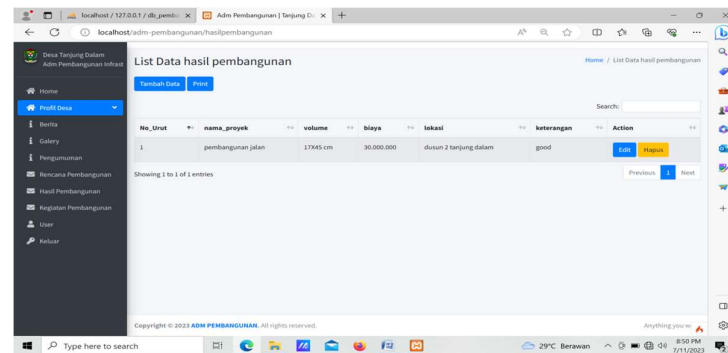 localhost / 127.0.0.1 / db_pemba
Adm Pembangunan | Tanjung Da
localhost/adm-pembangunan/hasilpembangunan
Desa Tanjung Dalam
Adm Pembangunan Infrast
List Data hasil pembangunan
Home / List Data hasil pembangunan
Tambah Data Print
Home
Profil Desa
Berita
Galery
Pengumuman
Rencana Pembangunan
Hasil Pembangunan
Kegiatan Pembangunan
User
Keluar
Search:
No_Urut nama_proyek volume biaya lokasi keterangan Action
1 pembangunan jalan 17X45 cm 30.000.000 dusun 2 tanjung dalam good Edit Hapus
Showing 1 to 1 of 1 entries
Previous 1 Next
Copyright © 2023 ADM PEMBANGUNAN. All rights reserved.
Anything you w
Type here to search
29°C Berawan
8:50 PM
7/11/2023